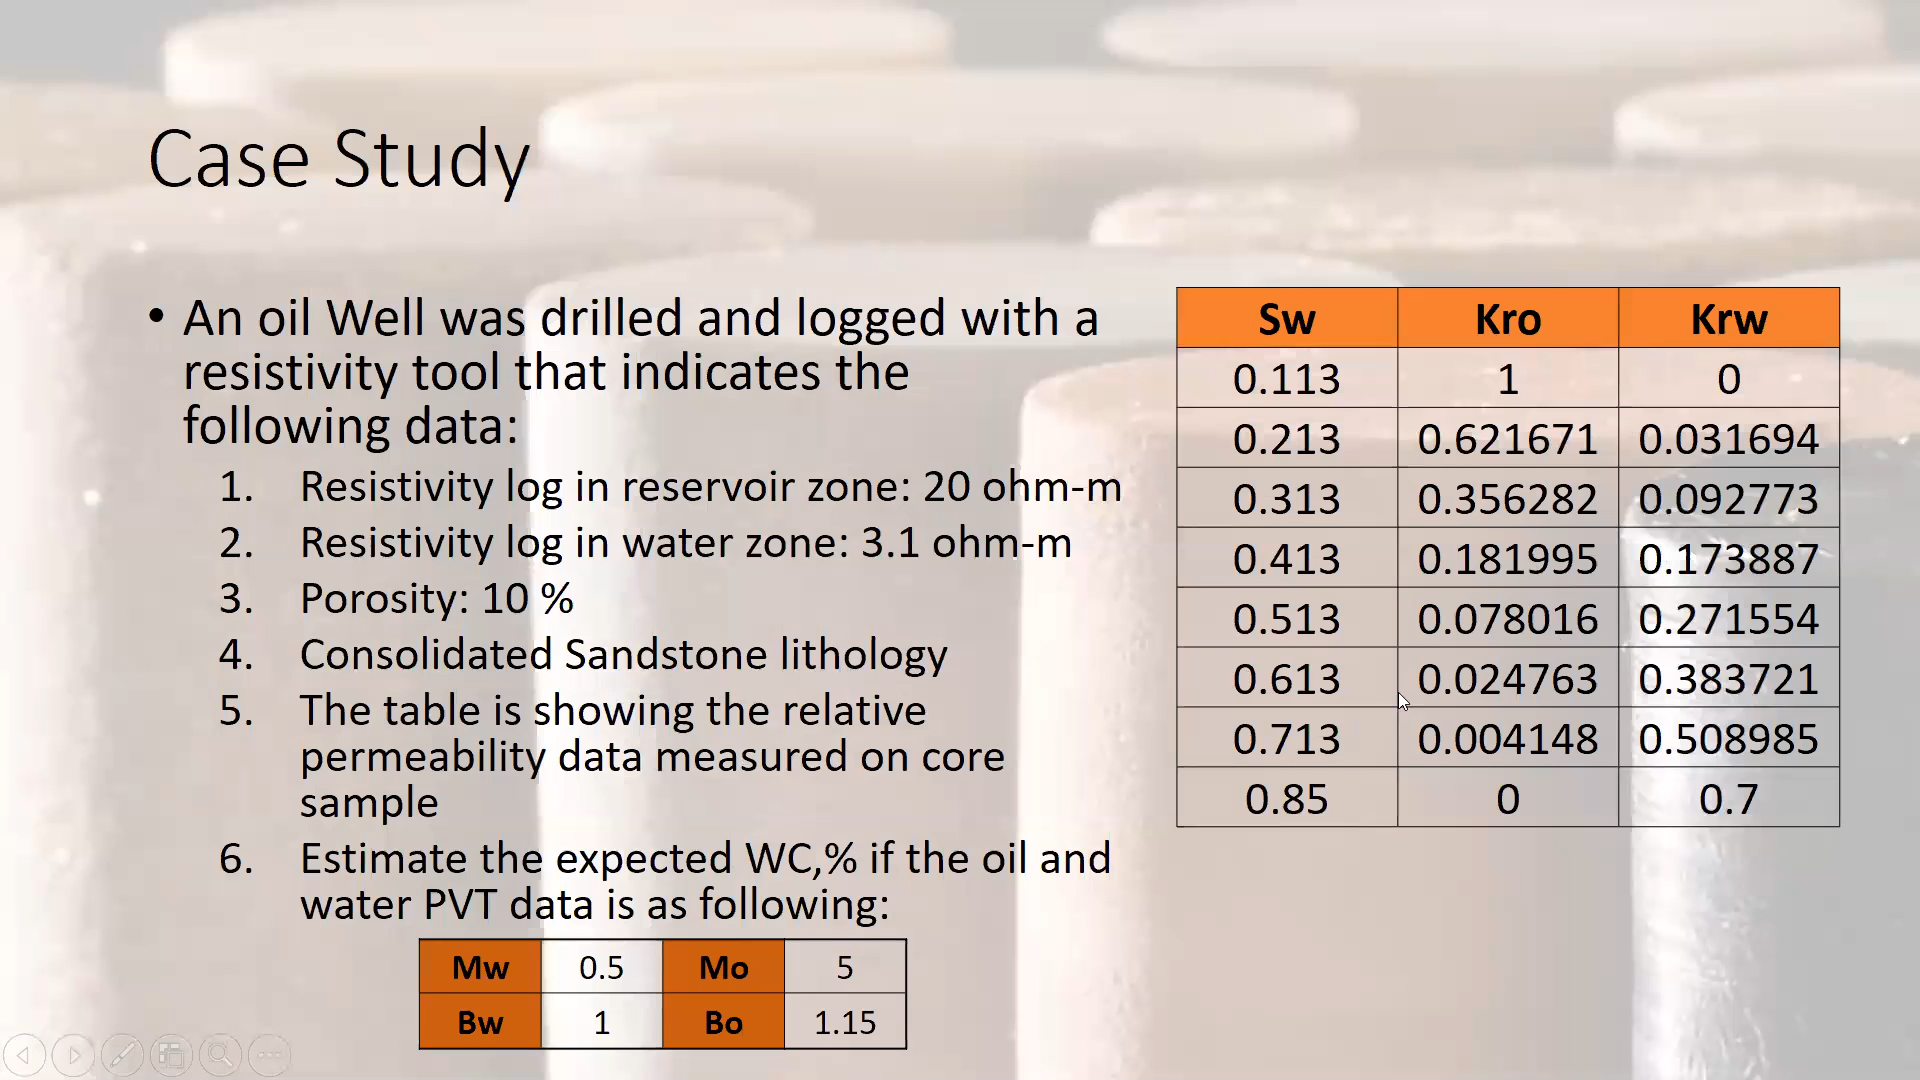 Case Study
• An oil Well was drilled and logged with a
resistivity tool that indicates the
following data:
1. Resistivity log in reservoir zone: 20 ohm-m
2. Resistivity log in water zone: 3.1 ohm-m
3. Porosity: 10 %
4. Consolidated Sandstone lithology
5. The table is showing the relative
permeability data measured on core
sample
6. Estimate the expected WC,% if the oil and
water PVT data is as following:
Mw 0.5 Mo 5
Bw 1 Bo 1.15
Sw Kro Krw
0.113 1 0
0.213 0.621671 0.031694
0.313 0.356282 0.092773
0.413 0.181995 0.173887
0.513 0.078016 0.271554
0.613 0.024763 0.383721
0.713 0.004148 0.508985
0.85 0 0.7